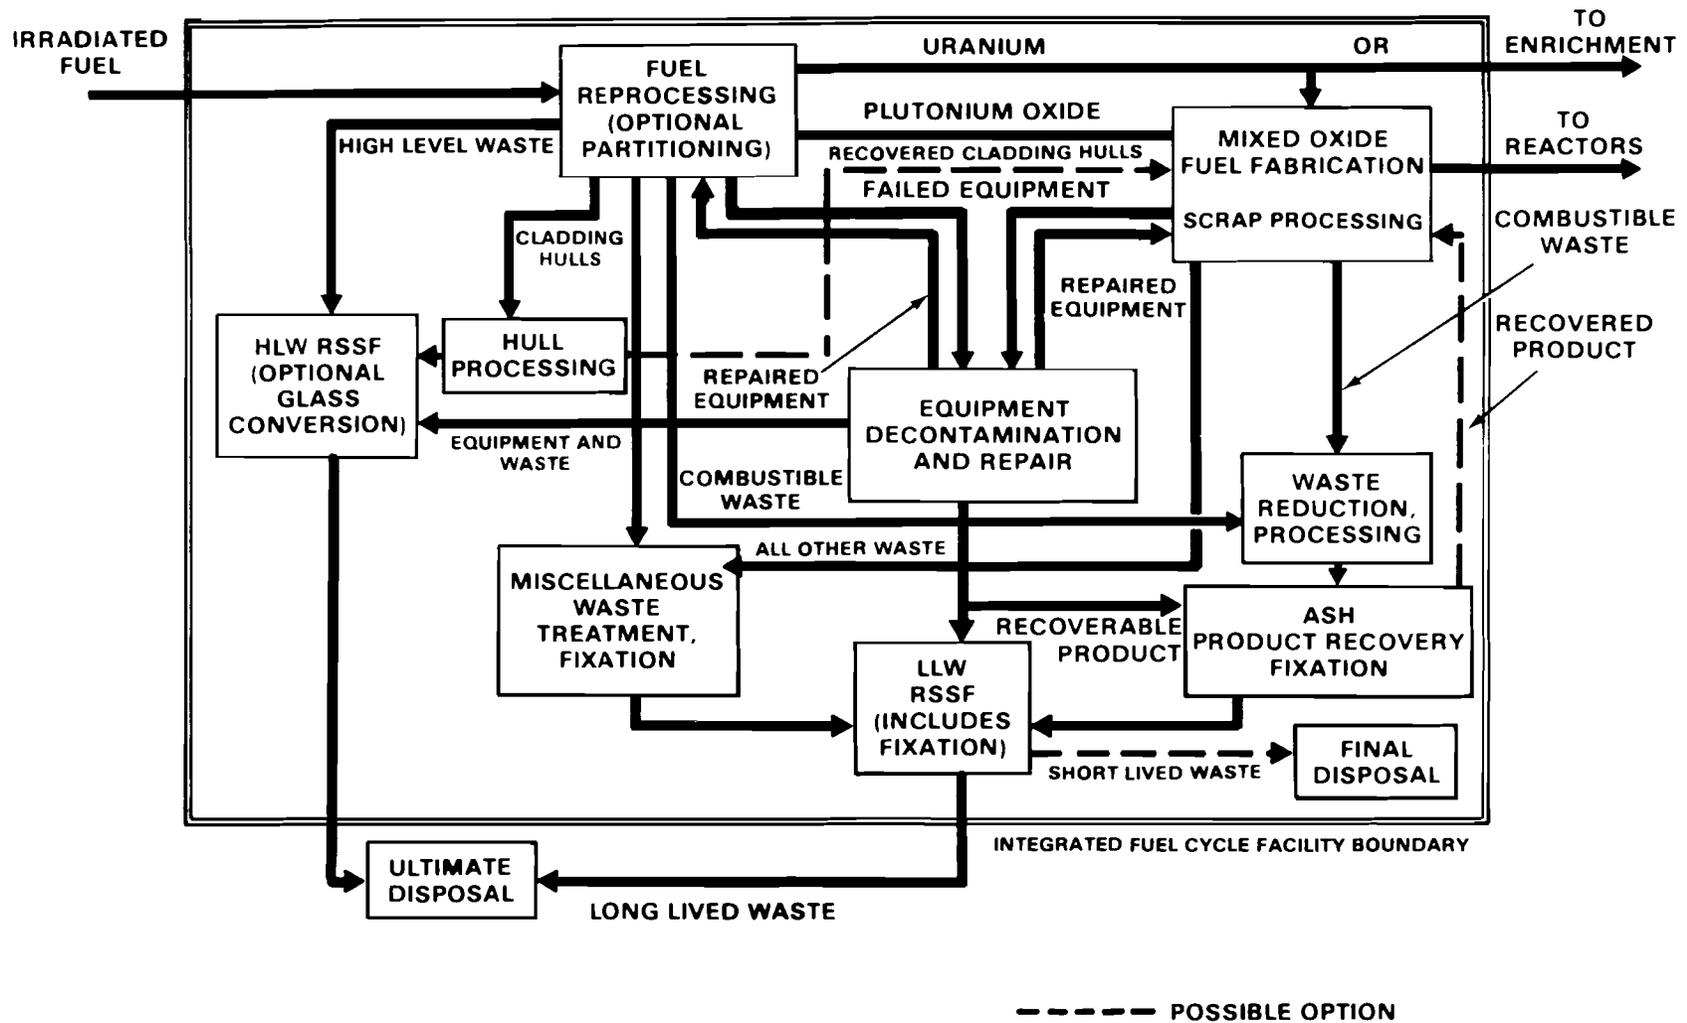 IRRADIATED
FUEL
URANIUM
OR
TO
ENRICHMENT
FUEL
REPROCESSING
(OPTIONAL
PARTITIONING)
PLUTONIUM OXIDE
RECOVERED CLADDING HULLS
FAILED EQUIPMENT
MIXED OXIDE
FUEL FABRICATION
SCRAP PROCESSING
TO
REACTORS
HIGH LEVEL WASTE
CLADDING
HULLS
COMBUSTIBLE
WASTE
REPAIRED
EQUIPMENT
RECOVERED
PRODUCT
HLW RSSF
(OPTIONAL
GLASS
CONVERSION)
HULL
PROCESSING
REPAIRED
EQUIPMENT
EQUIPMENT
DECONTAMINATION
AND REPAIR
EQUIPMENT AND
WASTE
COMBUSTIBLE
WASTE
WASTE
REDUCTION,
PROCESSING
ALL OTHER WASTE
MISCELLANEOUS
WASTE
TREATMENT,
FIXATION
RECOVERABLE
PRODUCT
ASH
PRODUCT RECOVERY
FIXATION
LLW
RSSF
(INCLUDES
FIXATION)
SHORT LIVED WASTE
FINAL
DISPOSAL
INTEGRATED FUEL CYCLE FACILITY BOUNDARY
ULTIMATE
DISPOSAL
LONG LIVED WASTE
POSSIBLE OPTION